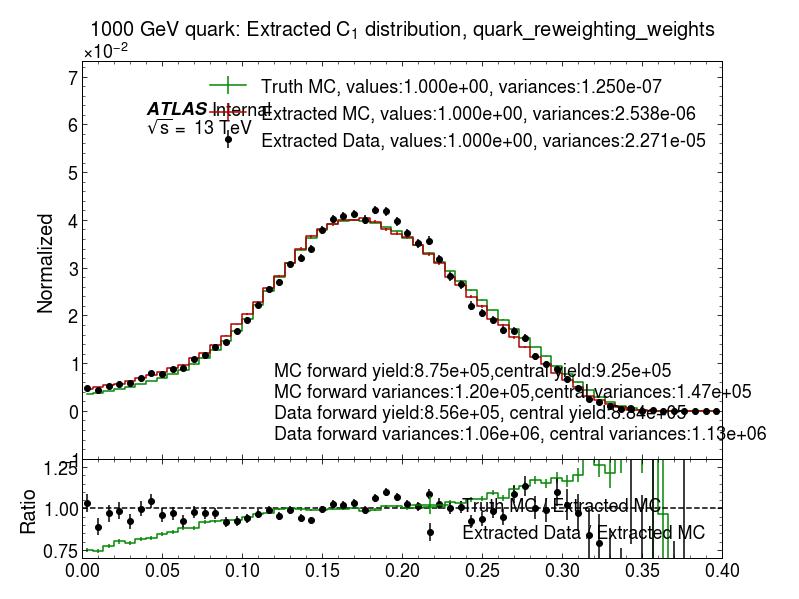 1000 GeV quark: Extracted C₁ distribution, quark_reweighting_weights
×10⁻²
Truth MC, values:1.000e+00, variances:1.250e-07
ATLAS Internal
Extracted MC, values:1.000e+00, variances:2.538e-06
√s = 13 TeV
Extracted Data, values:1.000e+00, variances:2.271e-05
7
6
5
4
3
2
1
0
1
Normalized
MC forward yield:8.75e+05,central yield:9.25e+05
MC forward variances:1.20e+05,central variances:1.47e+05
Data forward yield:8.56e+05, central yield:8.84e+05
Data forward variances:1.06e+06, central variances:1.13e+06
1.25
1.00
0.75
Ratio
Truth MC / Extracted MC
Extracted Data / Extracted MC
0.00 0.05 0.10 0.15 0.20 0.25 0.30 0.35 0.40